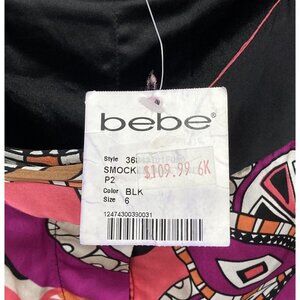 bebe®
Style 36
SMOCK
$109.99 6K
P2
Color BLK
Size 6
12474300390031